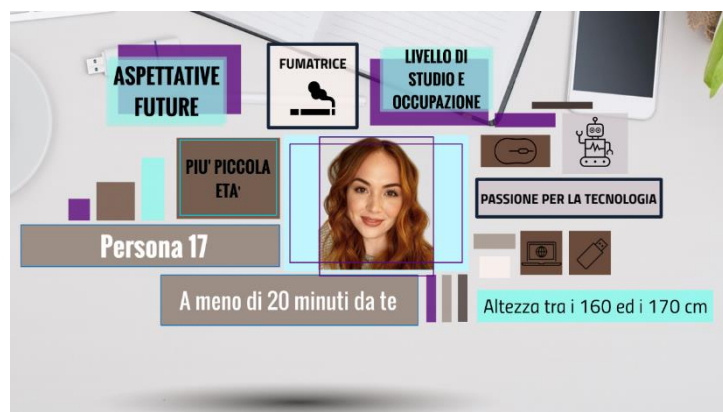 ASPETTATIVE
FUTURE
FUMATRICE
LIVELLO DI
STUDIO E
OCCUPAZIONE
PIU' PICCOLA
ETA'
PASSIONE PER LA TECNOLOGIA
Persona 17
A meno di 20 minuti da te
Altezza tra i 160 ed i 170 cm